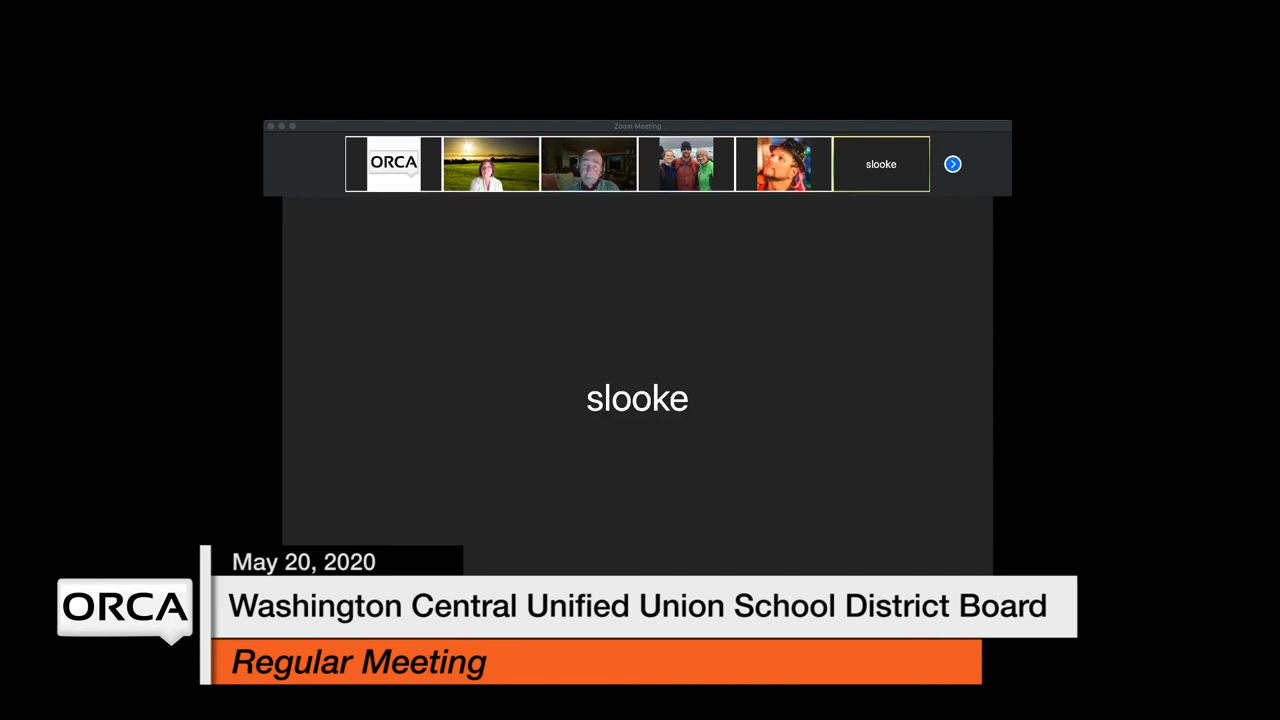 Zoom Meeting
ORCA
slooke
slooke
May 20, 2020
ORCA
Washington Central Unified Union School District Board
Regular Meeting